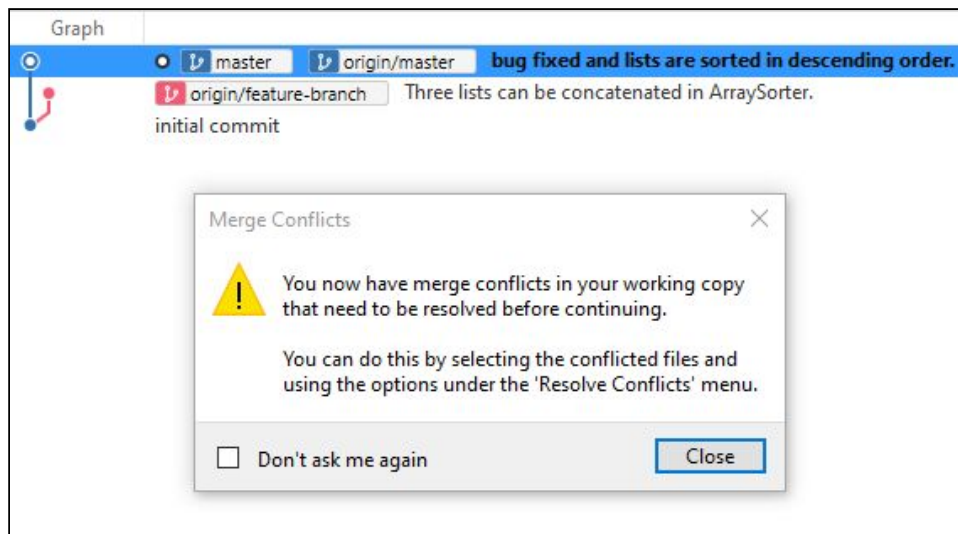 Graph
master origin/master bug fixed and lists are sorted in descending order.
origin/feature-branch Three lists can be concatenated in ArraySorter.
initial commit
Merge Conflicts
You now have merge conflicts in your working copy
that need to be resolved before continuing.
You can do this by selecting the conflicted files and
using the options under the 'Resolve Conflicts' menu.
Don't ask me again
Close